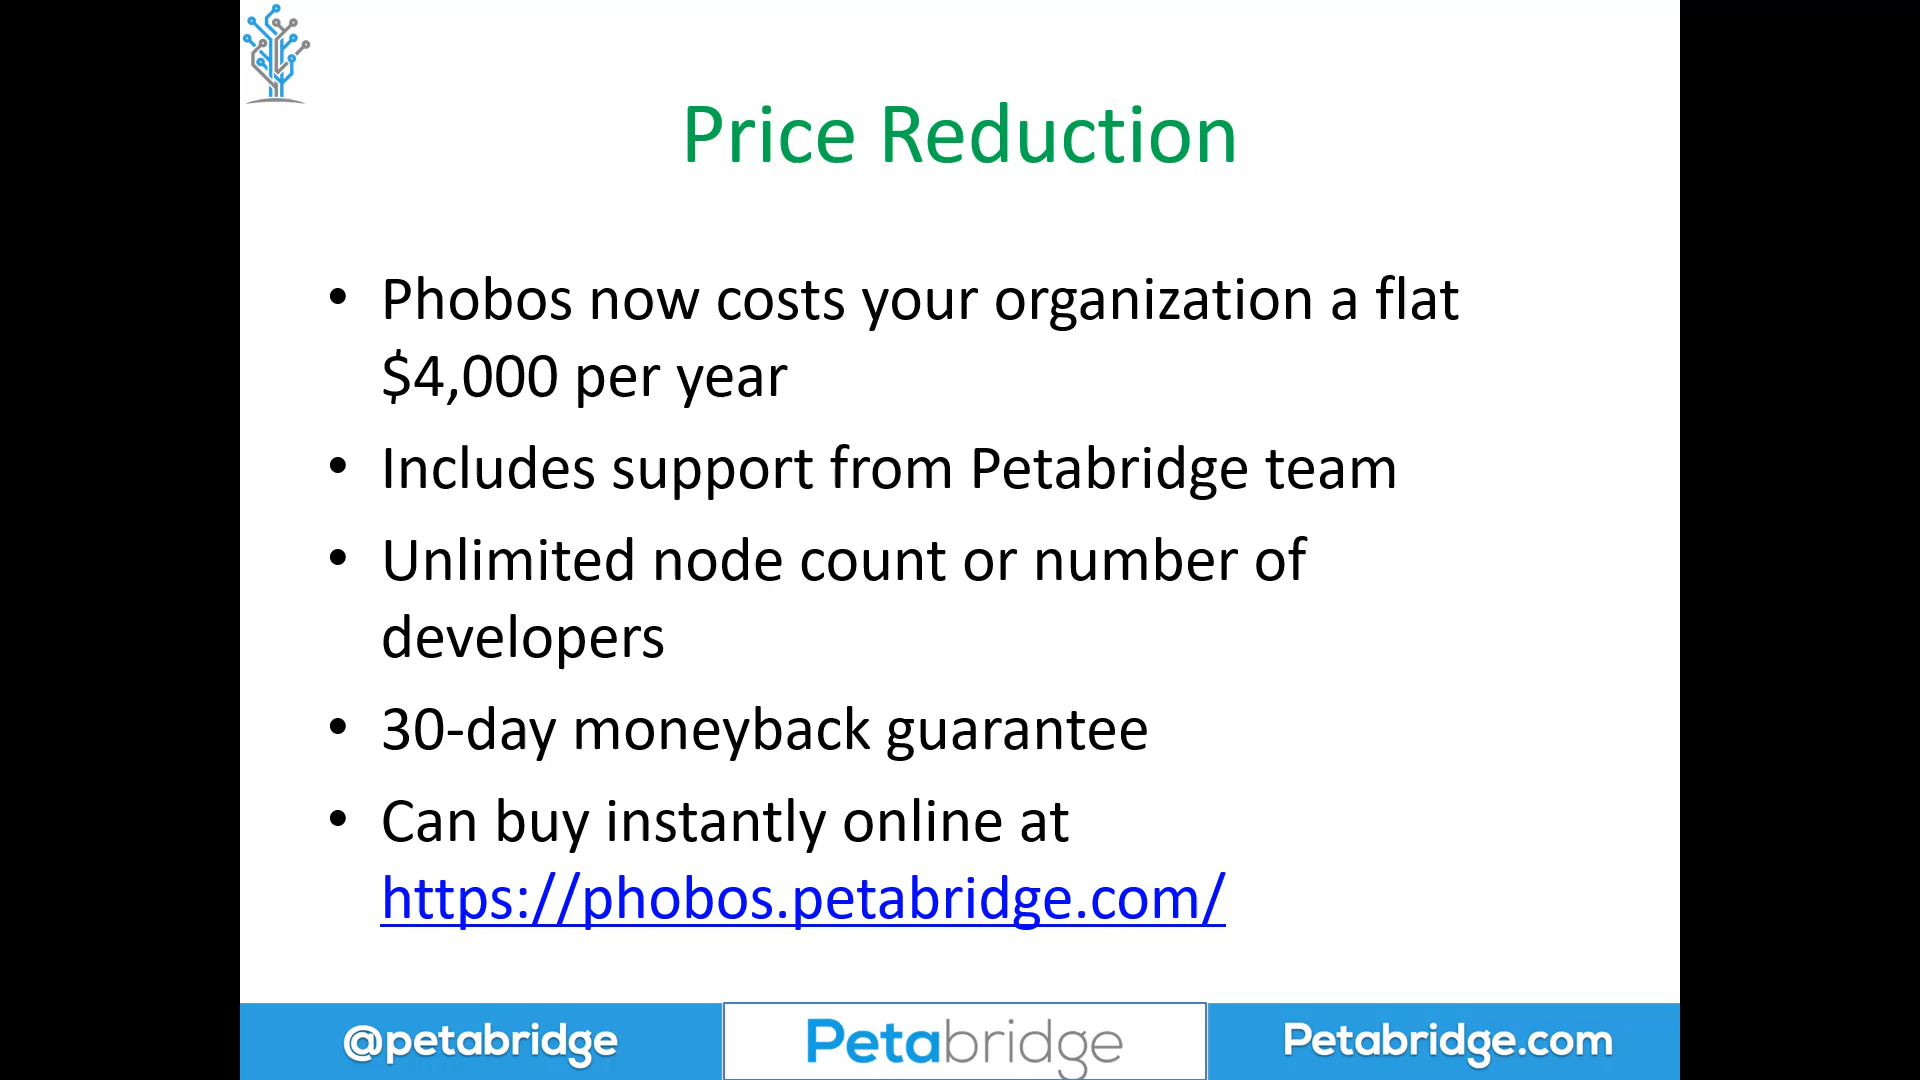 Price Reduction
• Phobos now costs your organization a flat
$4,000 per year
• Includes support from Petabridge team
• Unlimited node count or number of
developers
• 30-day moneyback guarantee
• Can buy instantly online at
https://phobos.petabridge.com/
@petabridge
Petabridge
Petabridge.com